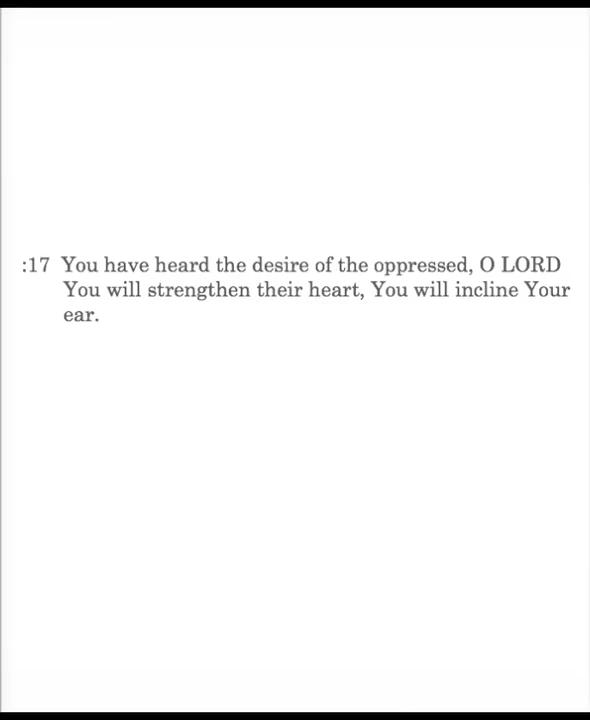 :17 You have heard the desire of the oppressed, O LORD
You will strengthen their heart, You will incline Your
ear.